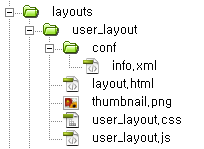 layouts
user_layout
conf
info.xml
layout.html
thumbnail.png
user_layout.css
user_layout.js